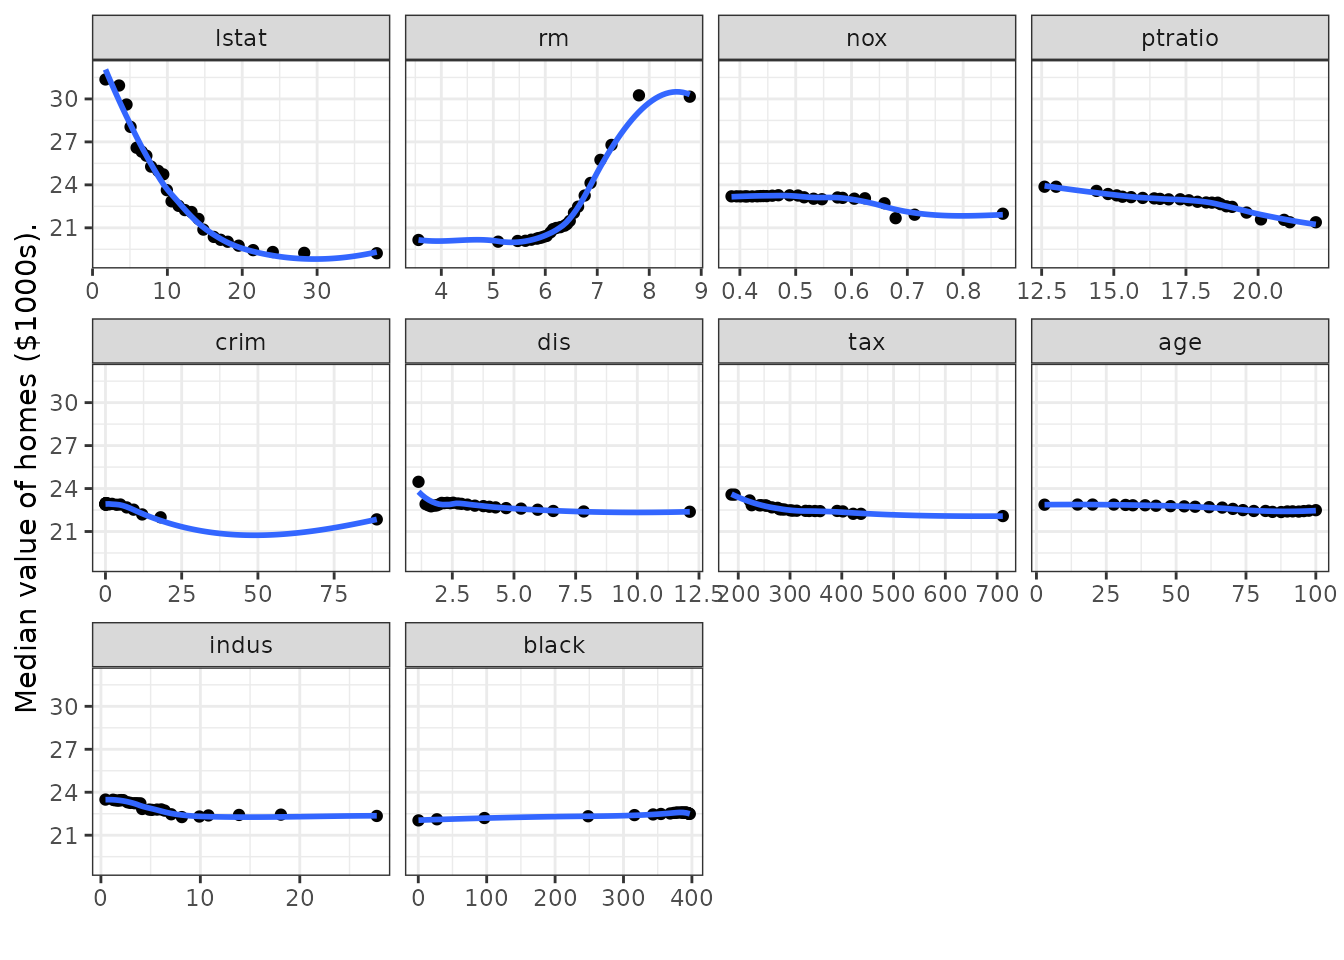 lstat rm nox ptratio
30
27
24
21
0 10 20 30 4 5 6 7 8 9 0.4 0.5 0.6 0.7 0.8 12.5 15.0 17.5 20.0
crim dis tax age
30
27
24
21
0 25 50 75 2.5 5.0 7.5 10.0 12.5 200 300 400 500 600 700 0 25 50 75 100
indus black
30
27
24
21
0 10 20 0 100 200 300 400
Median value of homes ($1000s).